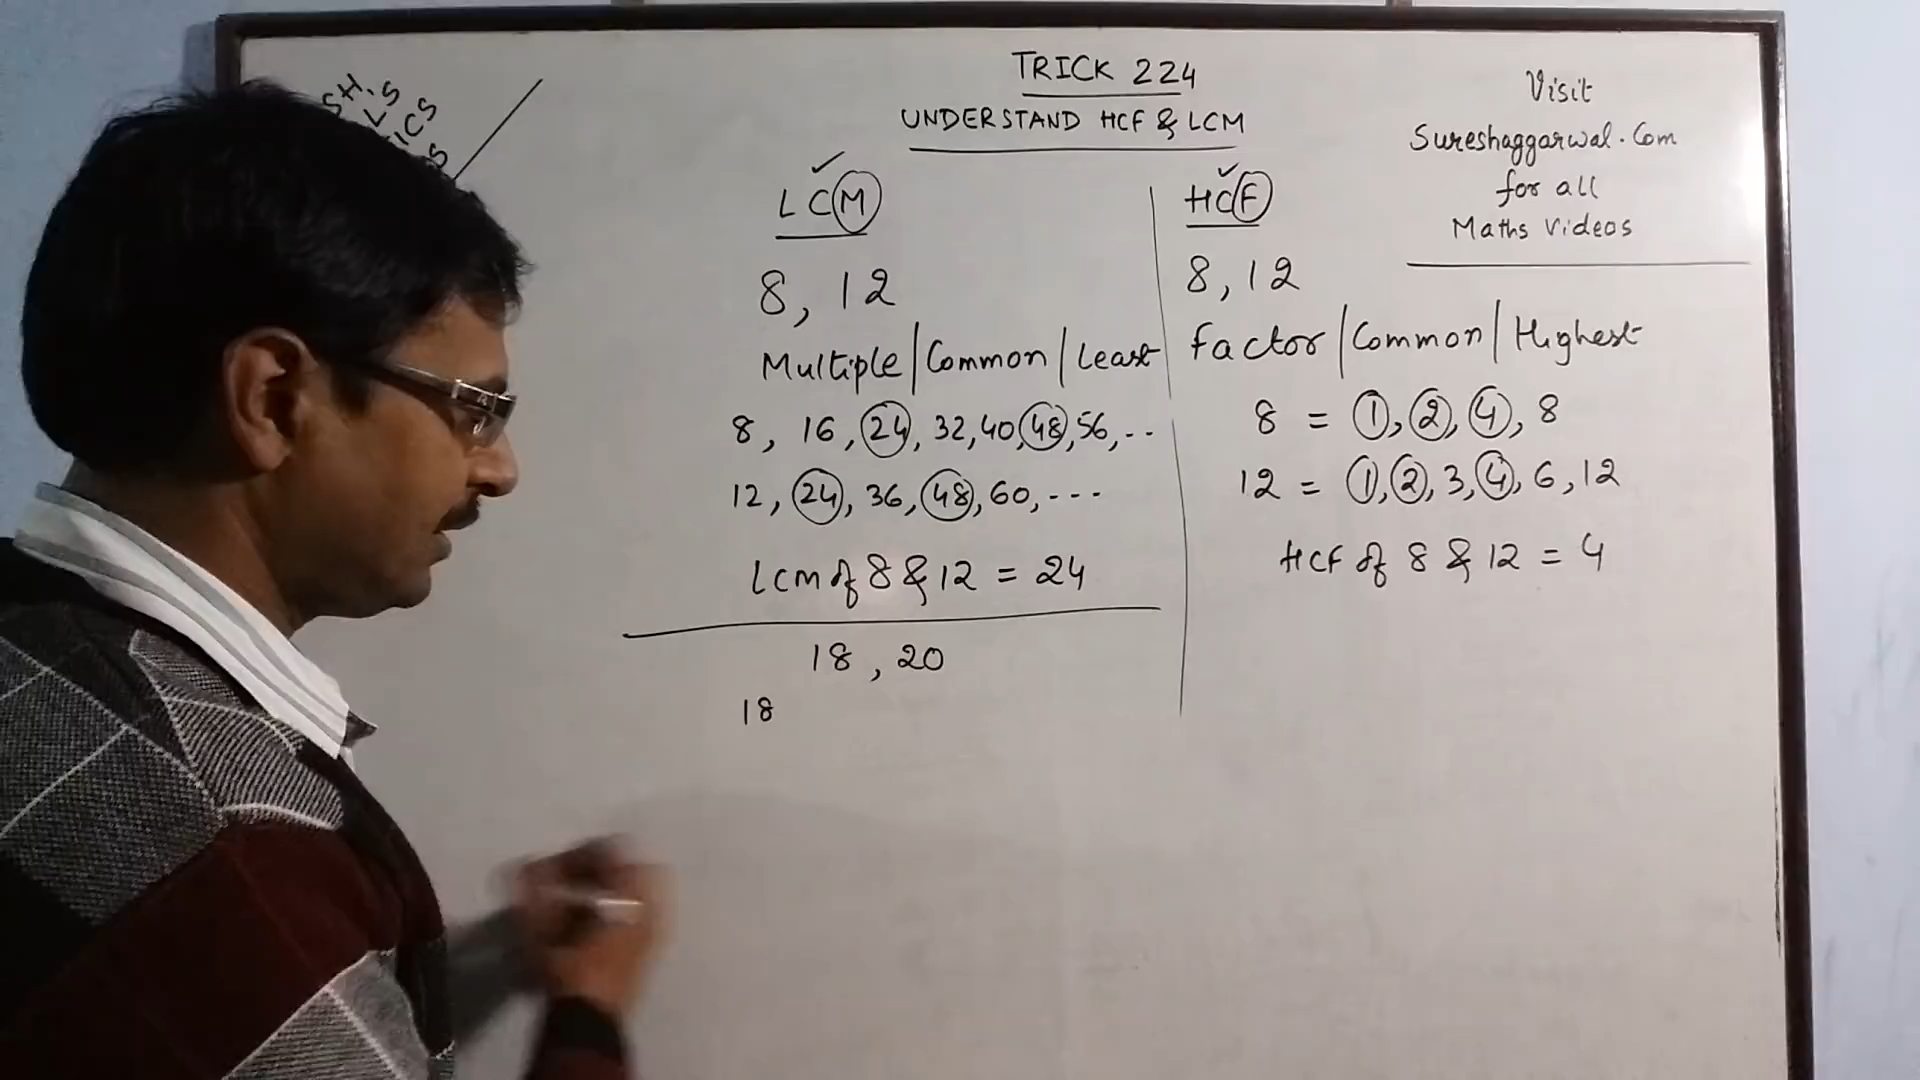 TRICK 224
UNDERSTAND HCF & LCM
Visit
Sureshaggarwal.Com
for all
Maths Videos
LCM
8, 12
Multiple/Common/Least
8, 16, 24, 32, 40, 48, 56, ..
12, 24, 36, 48, 60, ---
LCM of 8 & 12 = 24
18, 20
18
HCF
8, 12
Factor/Common/Highest
8 = 1, 2, 4, 8
12 = 1, 2, 3, 4, 6, 12
HCF of 8 & 12 = 4